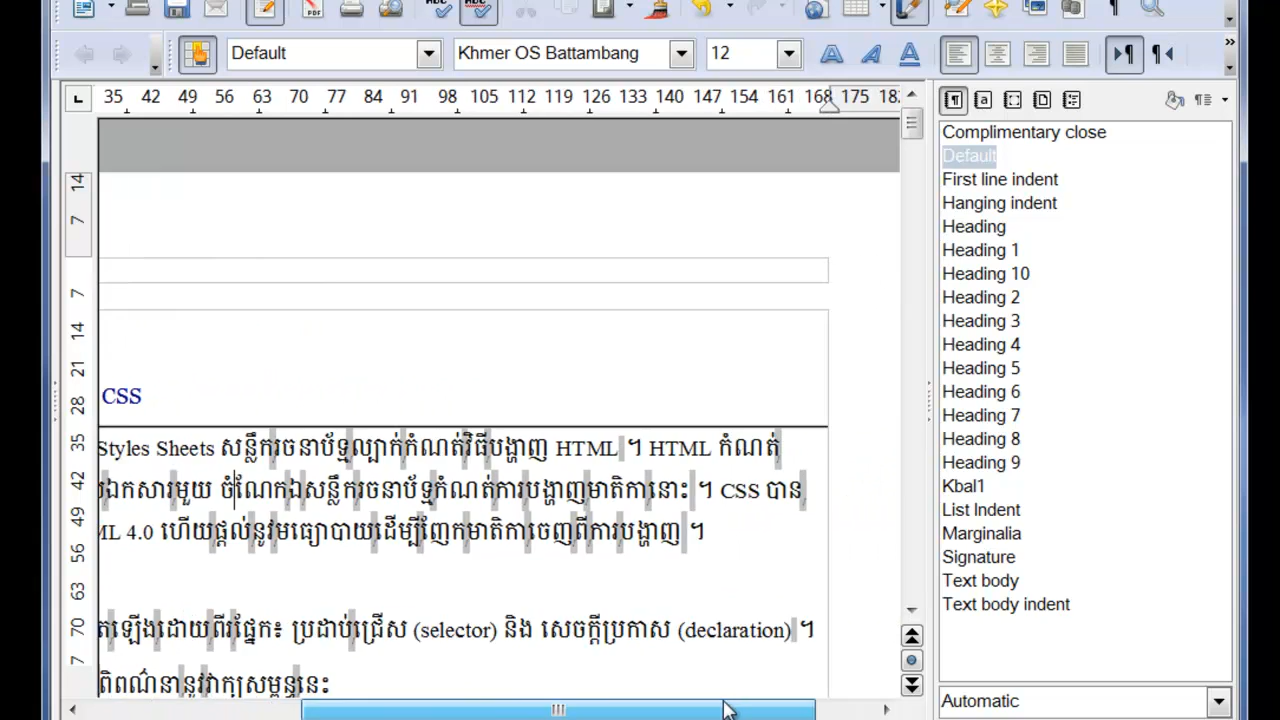 Default
Khmer OS Battambang
12
35 42 49 56 63 70 77 84 91 98 105 112 119 126 133 140 147 154 161 168 175
14
7
7
14
21
28
35
42
49
56
63
70
7
CSS
Styles Sheets សន្លឹករចនាប័ទ្មល្បាក់កំណត់វិធីបង្ហាញ HTML ។ HTML កំណត់
ឯកសារមួយ ចំណែកឯសន្លឹករចនាប័ទ្មកំណត់ការបង្ហាញមាតិកានោះ ។ CSS បាន
ML 4.0 ហើយផ្តល់នូវមធ្យោបាយដើម្បីញែកមាតិកាចេញពីការបង្ហាញ ។
តឡើងដោយពីរផ្នែក៖ ប្រដាប់ជ្រើស (selector) និង សេចក្តីប្រកាស (declaration) ។
ពិពណ៌នានូវវាក្យសម្ពន្ធនេះ
Complimentary close
Default
First line indent
Hanging indent
Heading
Heading 1
Heading 10
Heading 2
Heading 3
Heading 4
Heading 5
Heading 6
Heading 7
Heading 8
Heading 9
Kbal1
List Indent
Marginalia
Signature
Text body
Text body indent
Automatic